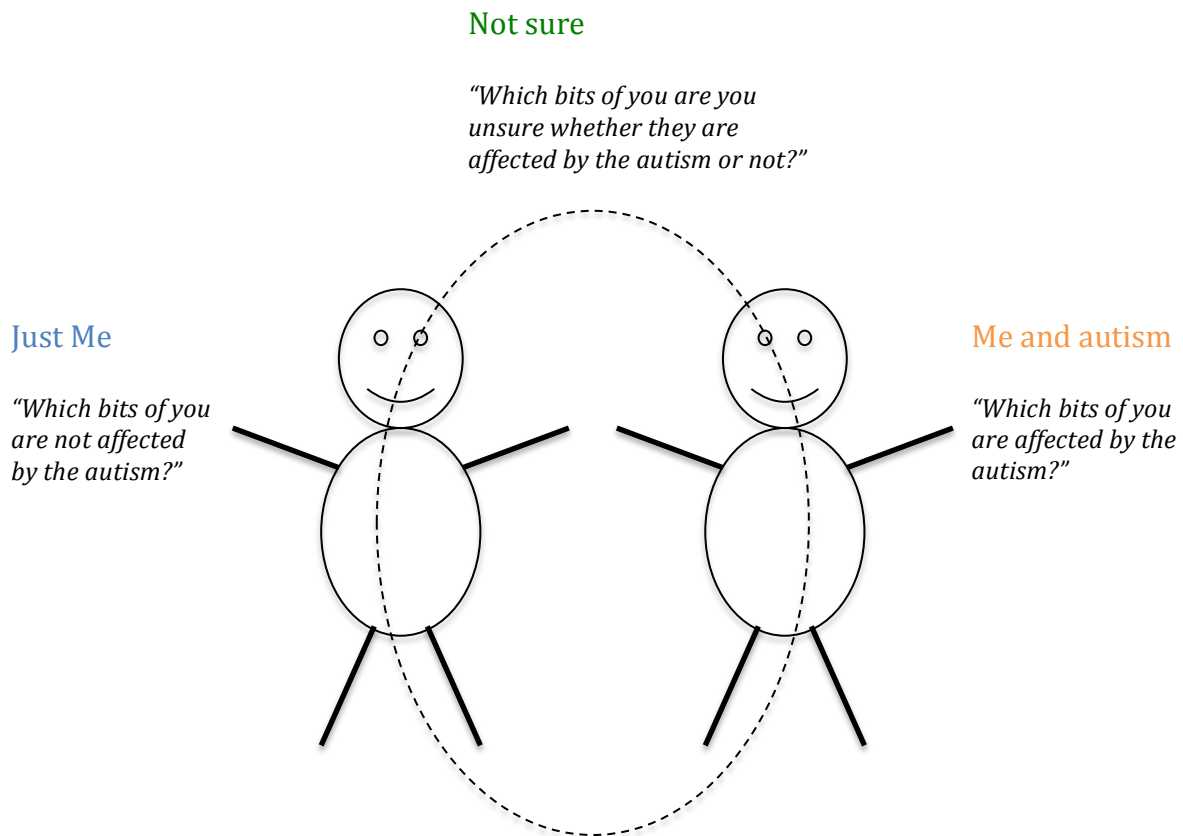 Not sure
“Which bits of you are you
unsure whether they are
affected by the autism or not?”
Just Me
“Which bits of you
are not affected
by the autism?”
Me and autism
“Which bits of you
are affected by the
autism?”